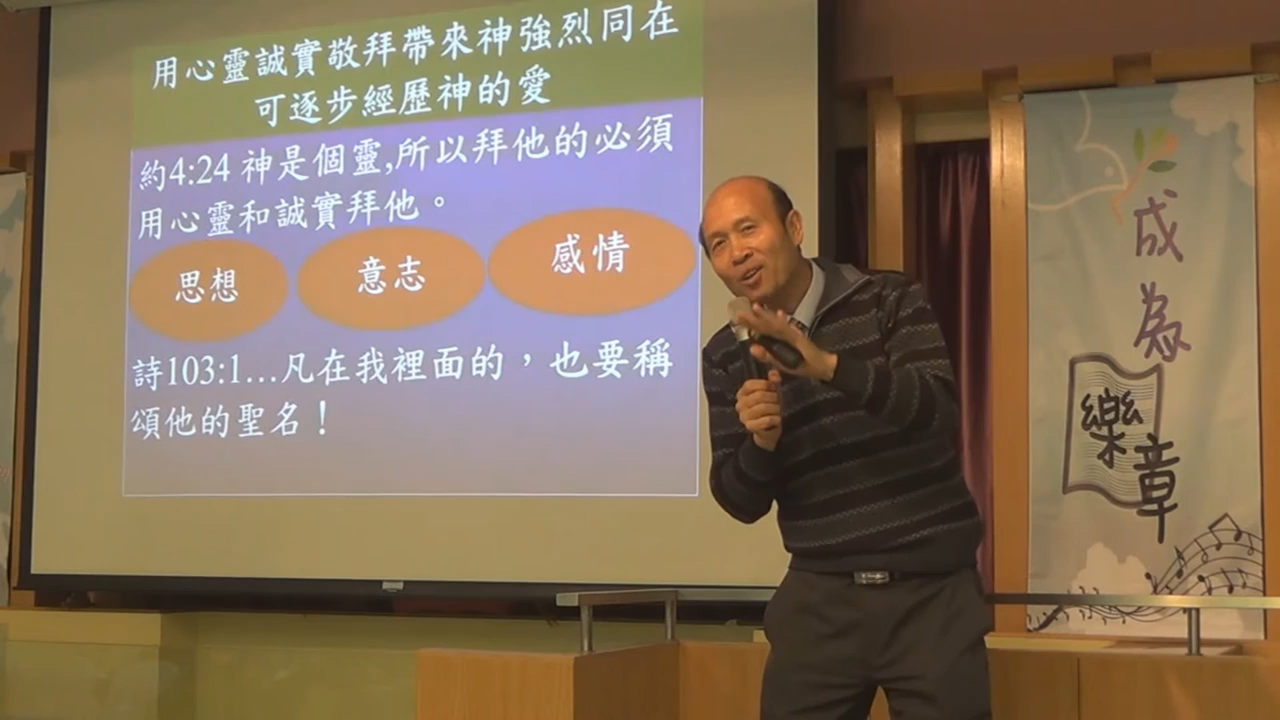 用心靈誠實敬拜帶來神強烈同在
可逐步經歷神的愛
約4:24 神是個靈,所以拜他的必須
用心靈和誠實拜他。
思想
意志
感情
詩103:1...凡在我裡面的，也要稱
頌他的聖名！
成為
樂章